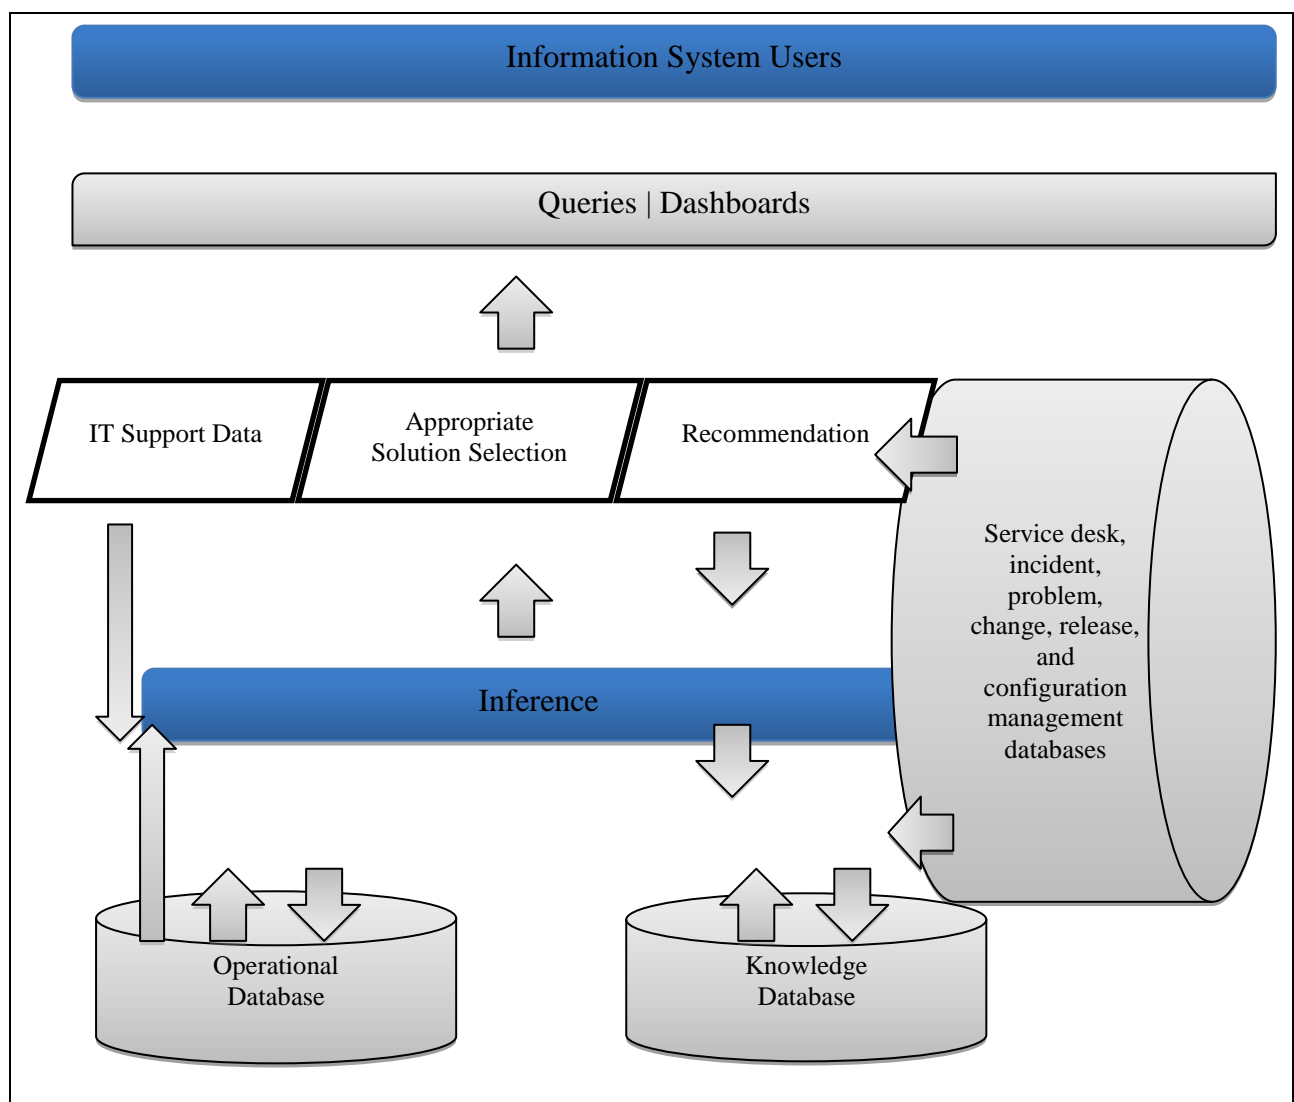 Information System Users
Queries | Dashboards
IT Support Data
Appropriate
Solution Selection
Recommendation
Service desk,
incident,
problem,
change, release,
and
configuration
management
databases
Inference
Operational
Database
Knowledge
Database